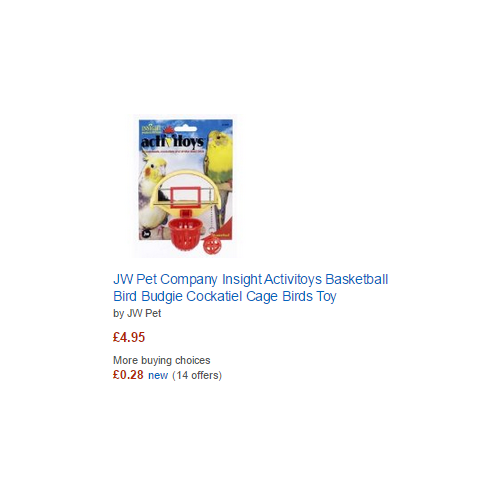 insight
activitoys
JW Pet Company Insight Activitoys Basketball
Bird Budgie Cockatiel Cage Birds Toy
by JW Pet
£4.95
More buying choices
£0.28 new (14 offers)